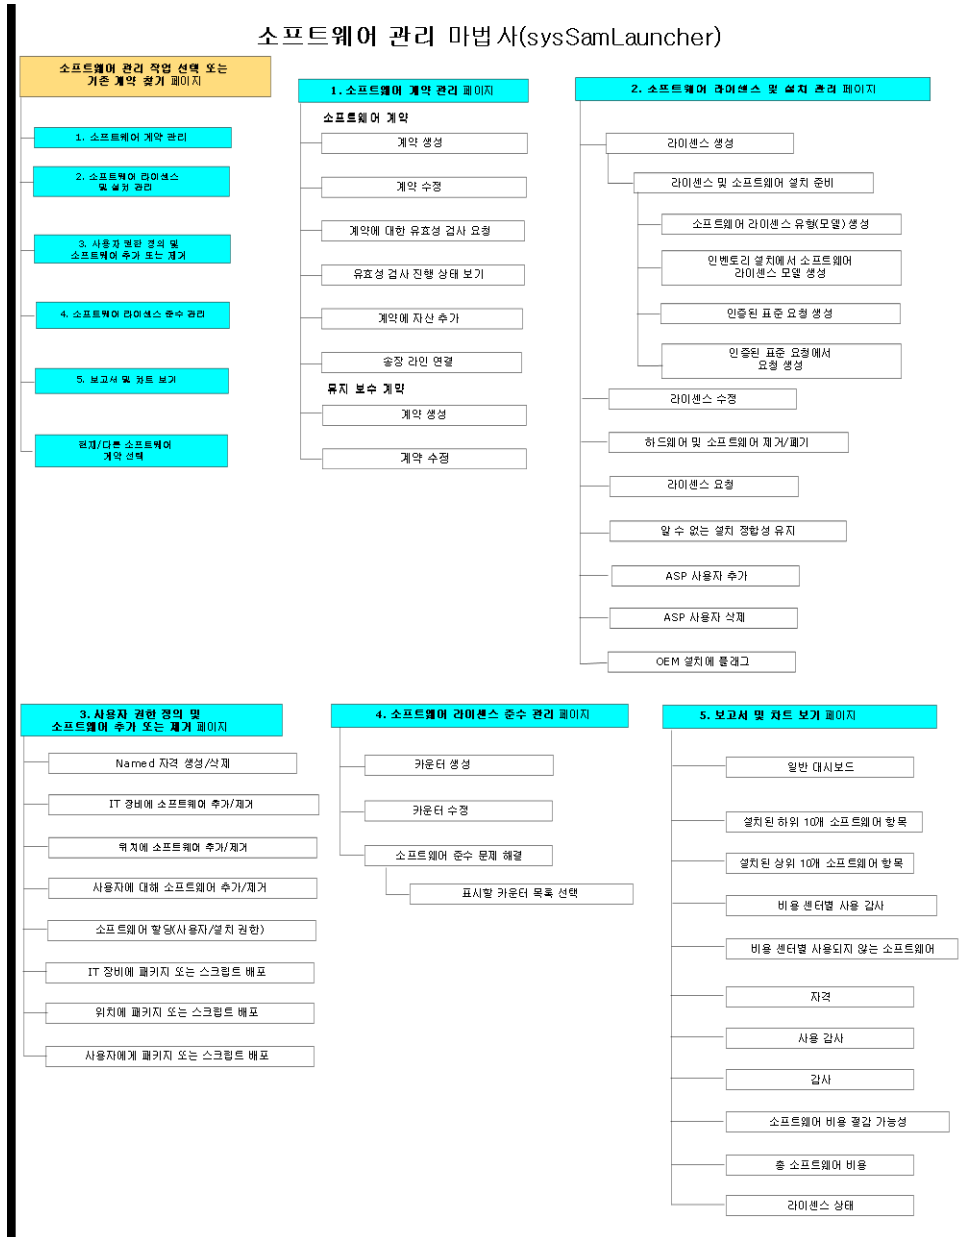 소프트웨어 관리 마법사(sysSamLauncher)
소프트웨어 관리 작업 선택 또는
기존 계약 찾기 페이지
1. 소프트웨어 계약 관리
2. 소프트웨어 라이센스
및 설치 관리
3. 사용자 권한 정의 및
소프트웨어 추가 또는 제거
4. 소프트웨어 라이센스 준수 관리
5. 보고서 및 차트 보기
현재/다른 소프트웨어
계약 선택
1. 소프트웨어 계약 관리 페이지
소프트웨어 계약
계약 생성
계약 수정
계약에 대한 유효성 검사 요청
유효성 검사 진행 상태 보기
계약에 자산 추가
송장 라인 연결
유지 보수 계약
계약 생성
계약 수정
2. 소프트웨어 라이센스 및 설치 관리 페이지
라이센스 생성
라이센스 및 소프트웨어 설치 준비
소프트웨어 라이센스 유형(모델) 생성
인벤토리 설치에서 소프트웨어
라이센스 모델 생성
인증된 표준 요청 생성
인증된 표준 요청에서
요청 생성
라이센스 수정
하드웨어 및 소프트웨어 제거/폐기
라이센스 요청
알 수 없는 설치 정합성 유지
ASP 사용자 추가
ASP 사용자 삭제
OEM 설치에 플래그
3. 사용자 권한 정의 및
소프트웨어 추가 또는 제거 페이지
Named 자격 생성/삭제
IT 장비에 소프트웨어 추가/제거
위치에 소프트웨어 추가/제거
사용자에 대해 소프트웨어 추가/제거
소프트웨어 할당(사용자/설치 권한)
IT 장비에 패키지 또는 스크립트 배포
위치에 패키지 또는 스크립트 배포
사용자에게 패키지 또는 스크립트 배포
4. 소프트웨어 라이센스 준수 관리 페이지
카운터 생성
카운터 수정
소프트웨어 준수 문제 해결
표시할 카운터 목록 선택
5. 보고서 및 차트 보기 페이지
일반 대시보드
설치된 하위 10개 소프트웨어 항목
설치된 상위 10개 소프트웨어 항목
비용 센터별 사용 감사
비용 센터별 사용되지 않는 소프트웨어
자격
사용 감사
감사
소프트웨어 비용 절감 가능성
총 소프트웨어 비용
라이센스 상태